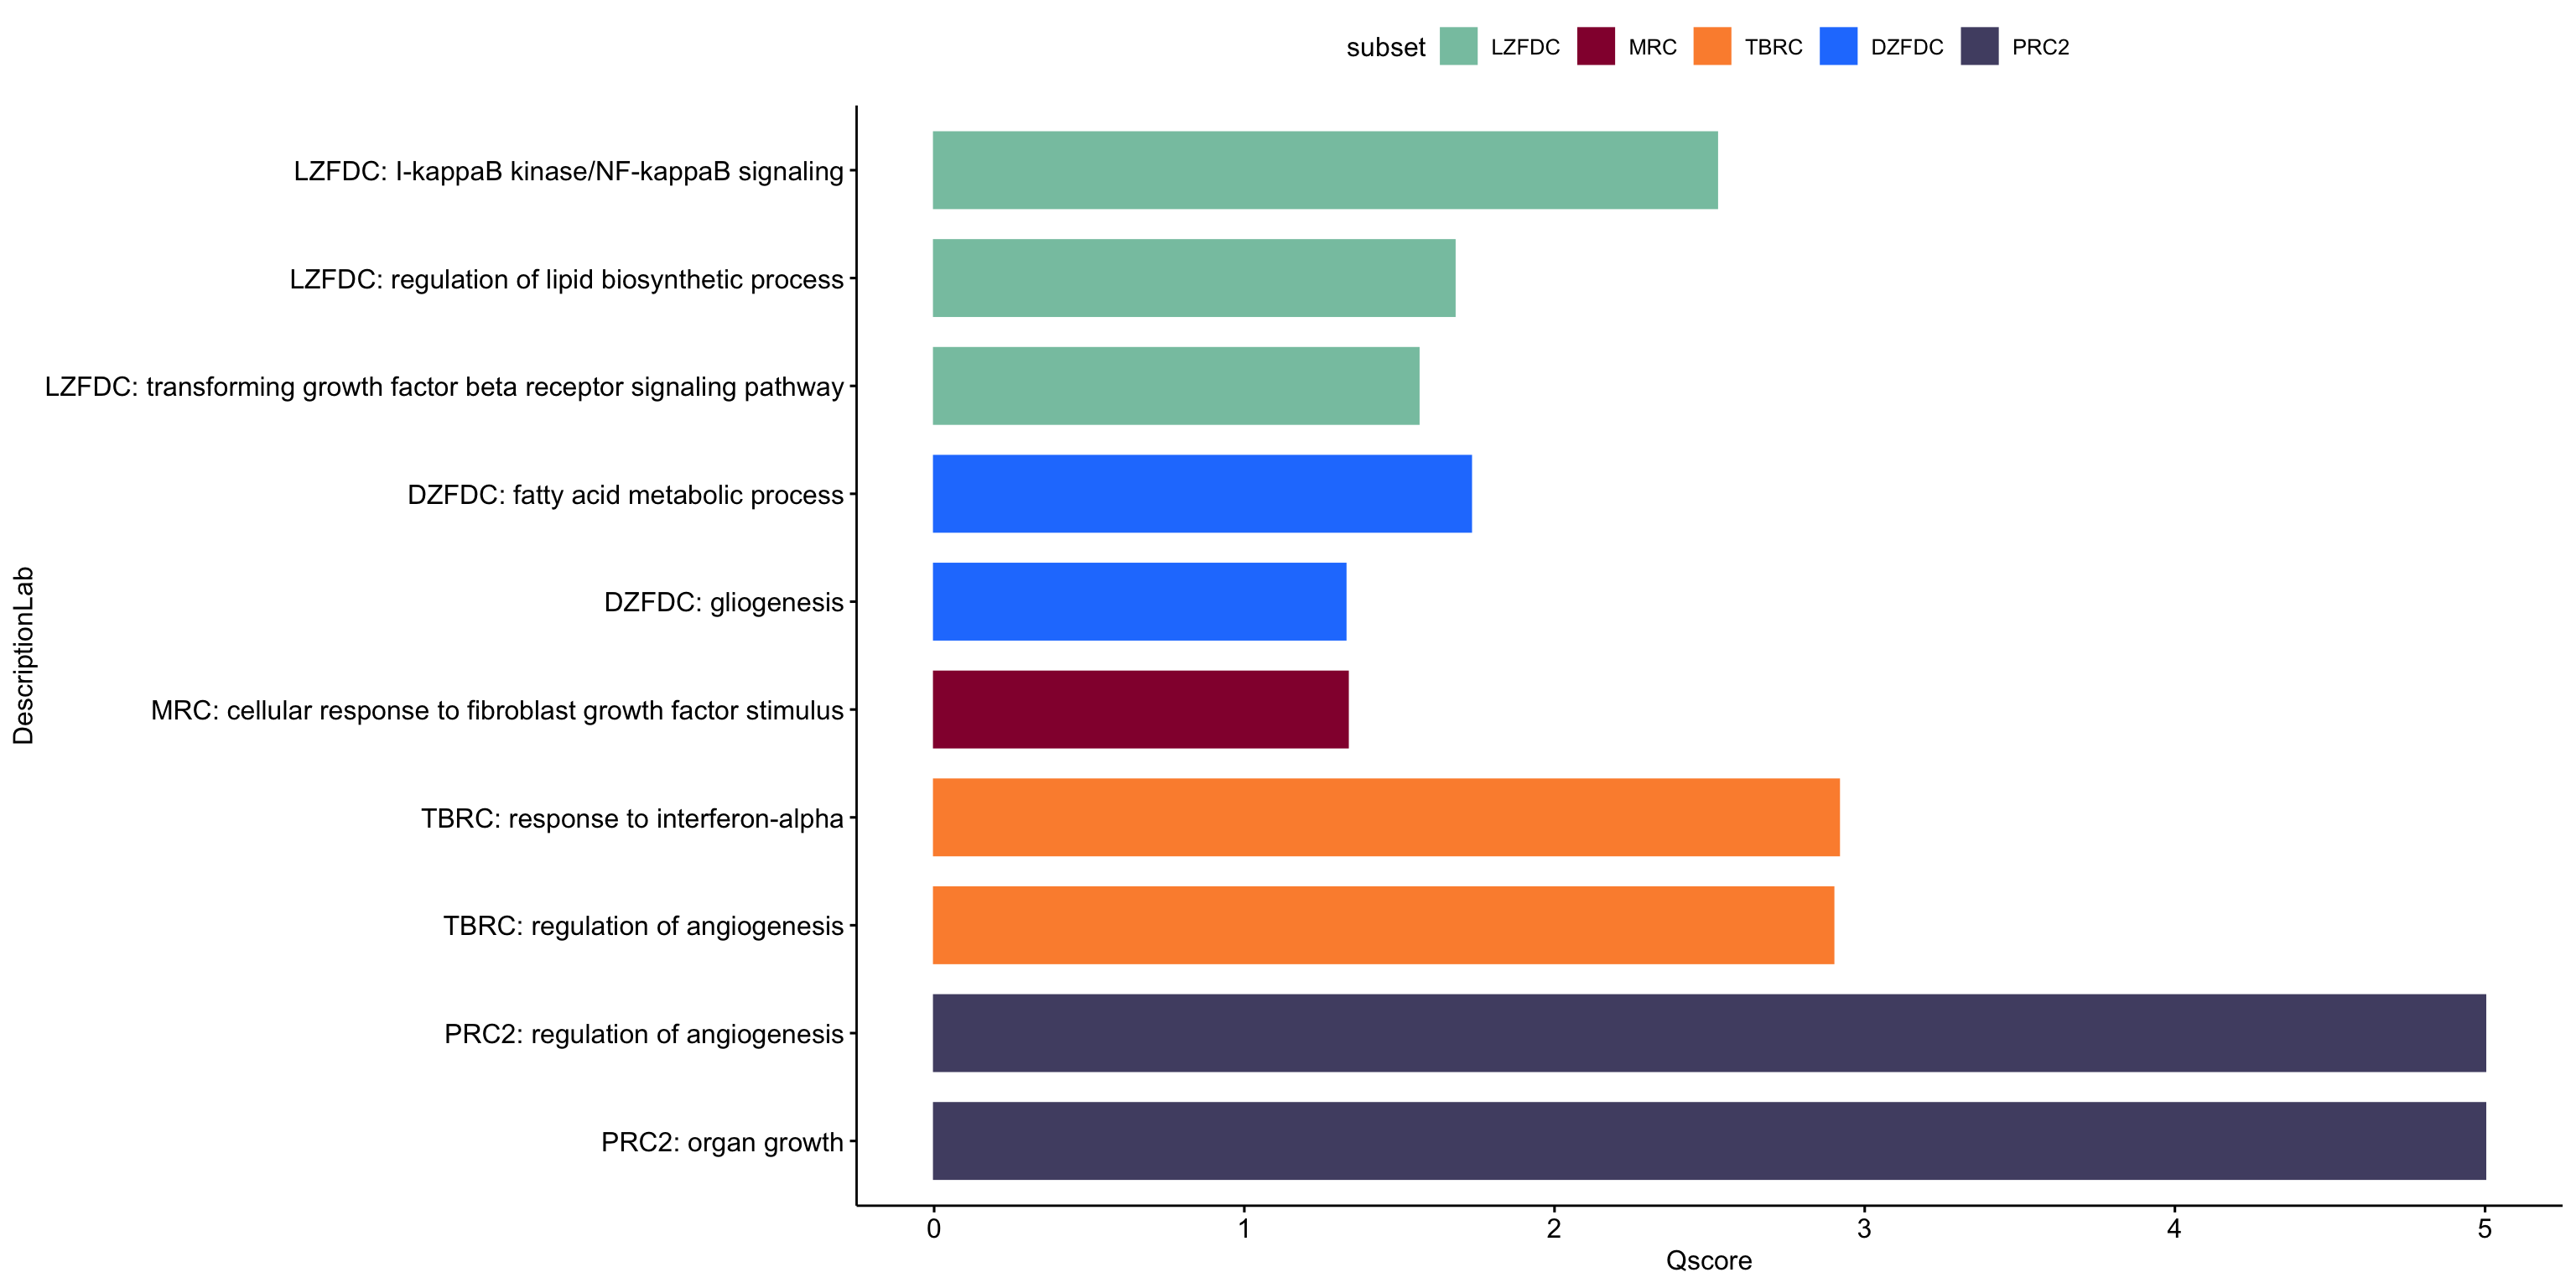 subset LZFDC MRC TBRC DZFDC PRC2
LZFDC: I-kappaB kinase/NF-kappaB signaling
LZFDC: regulation of lipid biosynthetic process
LZFDC: transforming growth factor beta receptor signaling pathway
DZFDC: fatty acid metabolic process
DZFDC: gliogenesis
MRC: cellular response to fibroblast growth factor stimulus
TBRC: response to interferon-alpha
TBRC: regulation of angiogenesis
PRC2: regulation of angiogenesis
PRC2: organ growth
DescriptionLab
0 1 2 3 4 5
Qscore